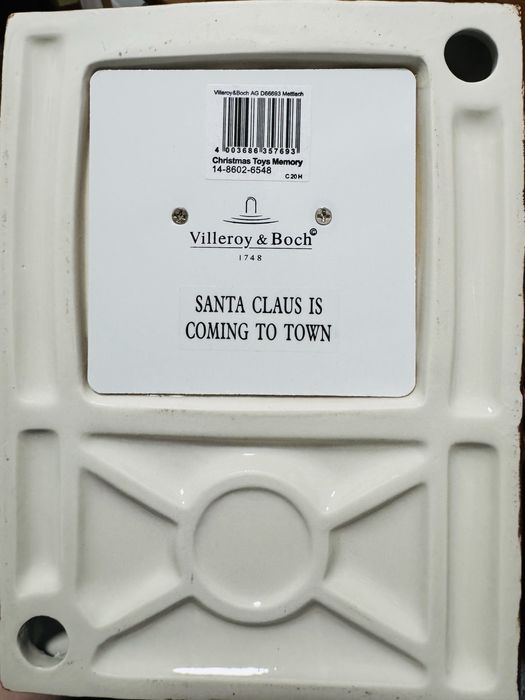 Villeroy&Boch AG D66693 Mettlach
4 003686 357693
Christmas Toys Memory
14-8602-6548
C 20 H
Villeroy & Boch©
1748
SANTA CLAUS IS
COMING TO TOWN